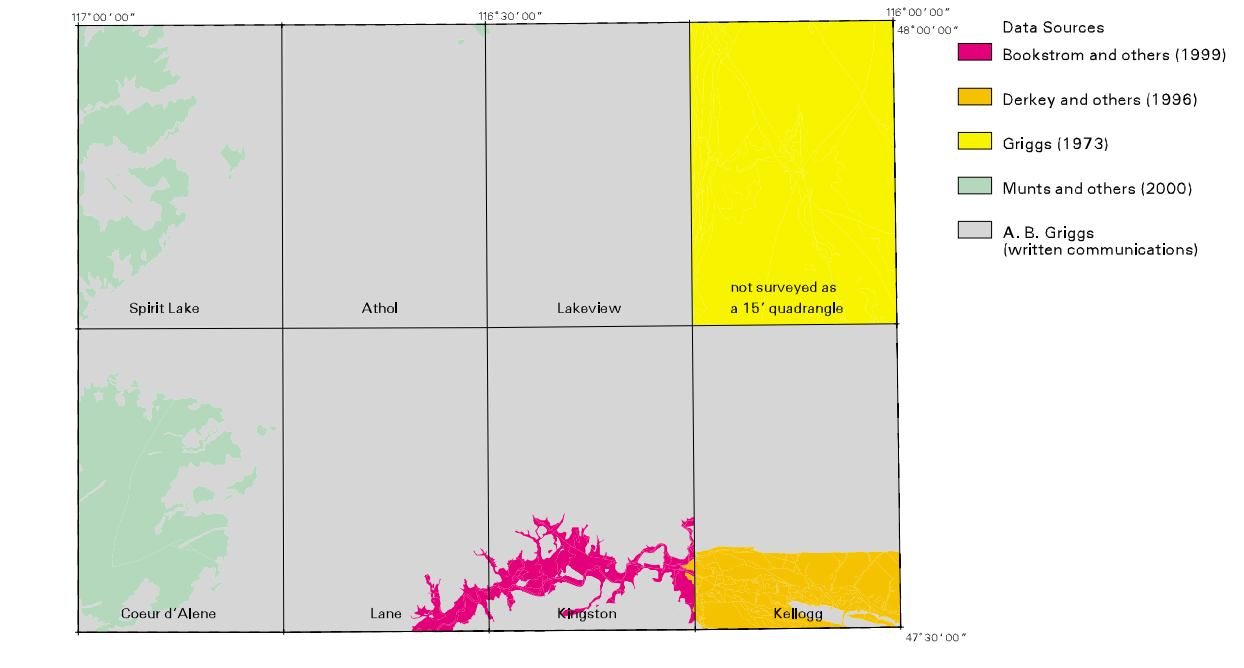 117°00′00″
116°30′00″
116°00′00″
48°00′00″
Data Sources
Bookstrom and others (1999)
Derkey and others (1996)
Griggs (1973)
Munts and others (2000)
A. B. Griggs
(written communications)
not surveyed as
a 15′ quadrangle
Spirit Lake
Athol
Lakeview
Coeur d'Alene
Lane
Kingston
Kellogg
47°30′00″